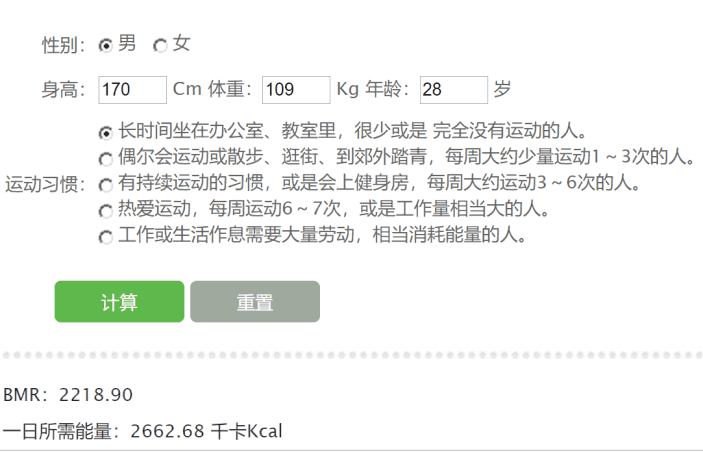 性别: 男 女
身高: 170 Cm 体重: 109 Kg 年龄: 28 岁
运动习惯:
长时间坐在办公室、教室里，很少或是 完全没有运动的人。
偶尔会运动或散步、逛街、到郊外踏青，每周大约少量运动1～3次的人。
有持续运动的习惯，或是会上健身房，每周大约运动3～6次的人。
热爱运动，每周运动6～7次，或是工作量相当大的人。
工作或生活作息需要大量劳动，相当消耗能量的人。
计算 重置
BMR：2218.90
一日所需能量：2662.68 千卡Kcal